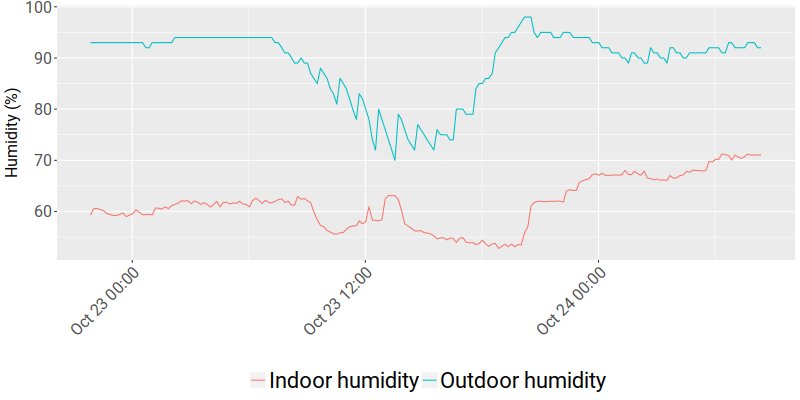 100
90
80
70
60
Humidity (%)
Oct 23 00:00
Oct 23 12:00
Oct 24 00:00
Indoor humidity
Outdoor humidity